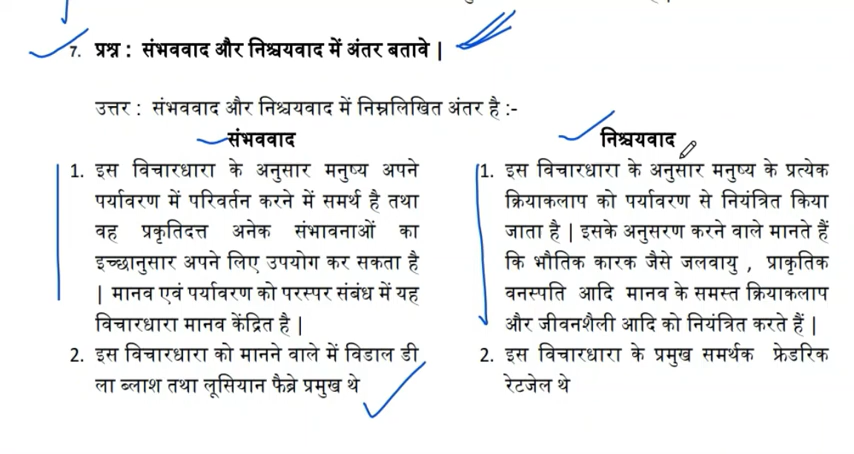 7. प्रश्न : संभववाद और निश्चयवाद में अंतर बतावे |
उत्तर : संभववाद और निश्चयवाद में निम्नलिखित अंतर है :-
संभववाद
1. इस विचारधारा के अनुसार मनुष्य अपने
पर्यावरण में परिवर्तन करने में समर्थ है तथा
वह प्रकृतिदत्त अनेक संभावनाओं का
इच्छानुसार अपने लिए उपयोग कर सकता है
| मानव एवं पर्यावरण को परस्पर संबंध में यह
विचारधारा मानव केंद्रित है |
2. इस विचारधारा को मानने वाले में विडाल डी
ला ब्लाश तथा लूसियान फैब्रे प्रमुख थे
निश्चयवाद
1. इस विचारधारा के अनुसार मनुष्य के प्रत्येक
क्रियाकलाप को पर्यावरण से नियंत्रित किया
जाता है | इसके अनुसरण करने वाले मानते हैं
कि भौतिक कारक जैसे जलवायु , प्राकृतिक
वनस्पति आदि मानव के समस्त क्रियाकलाप
और जीवनशैली आदि को नियंत्रित करते हैं |
2. इस विचारधारा के प्रमुख समर्थक फ्रेडरिक
रेटजेल थे